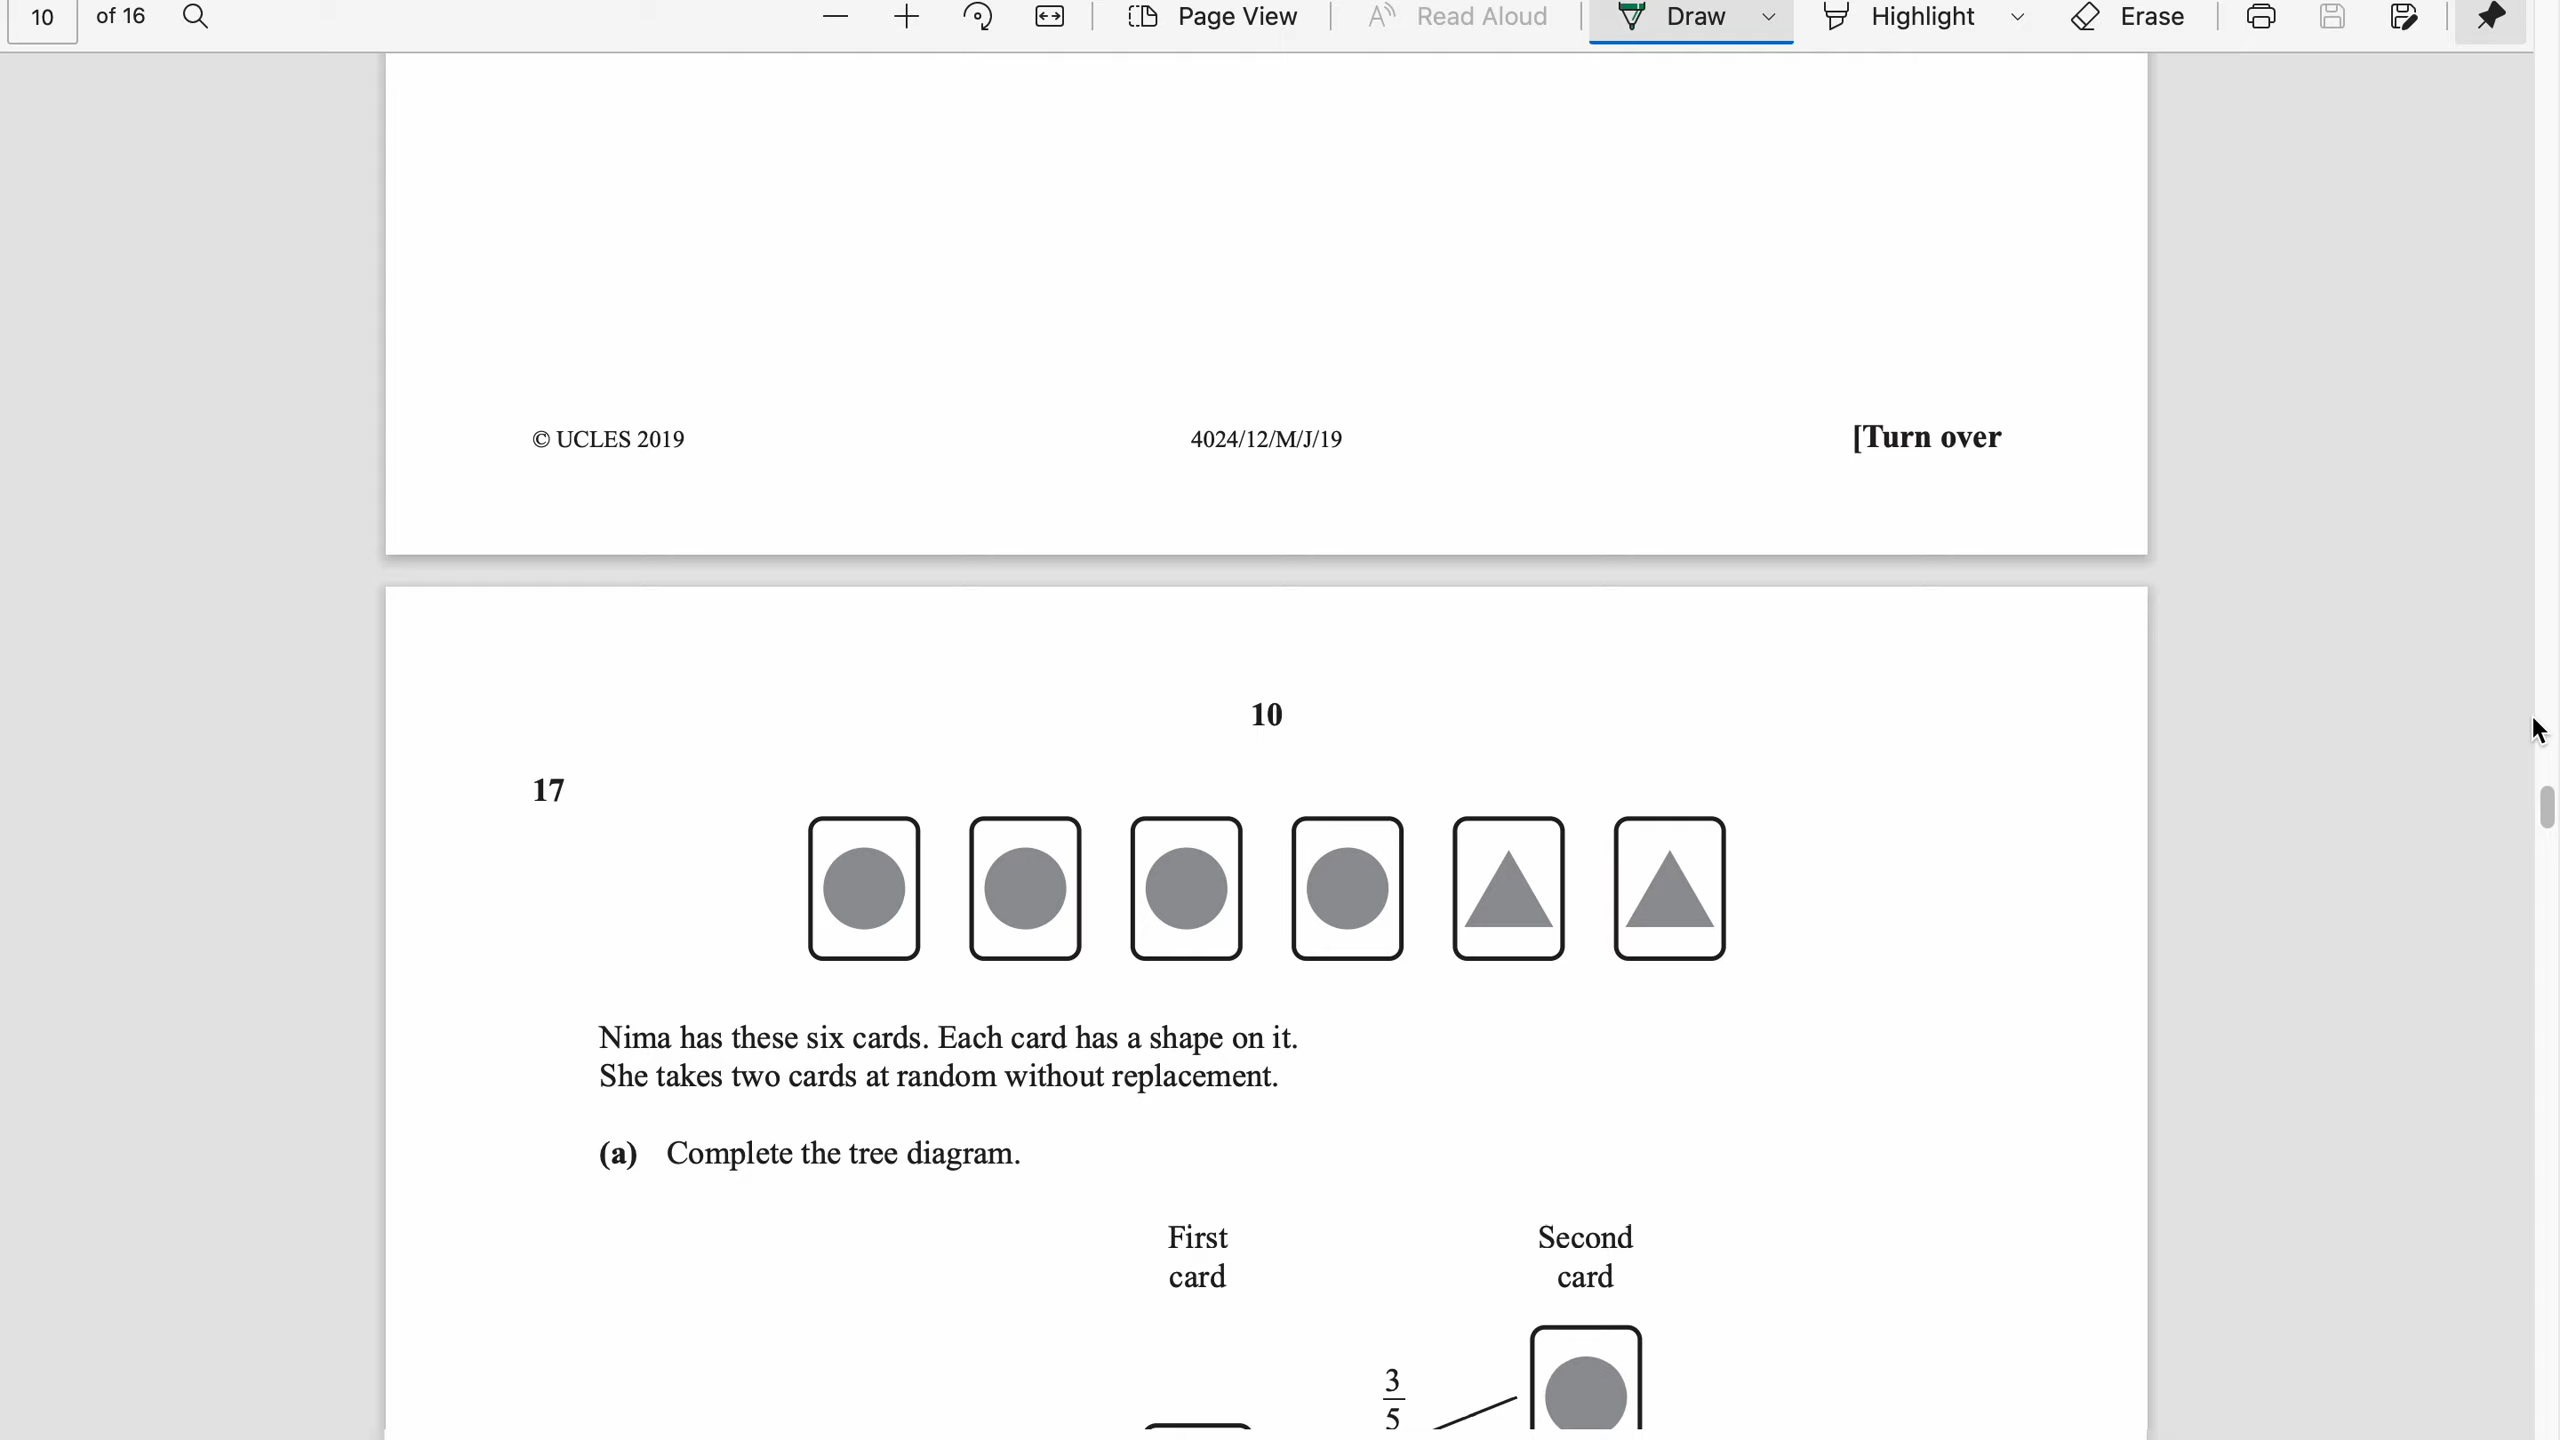 10 of 16 Page View Read Aloud Draw Highlight Erase
© UCLES 2019 4024/12/M/J/19 [Turn over
10
17
Nima has these six cards. Each card has a shape on it.
She takes two cards at random without replacement.
(a) Complete the tree diagram.
First Second
card card
3
5